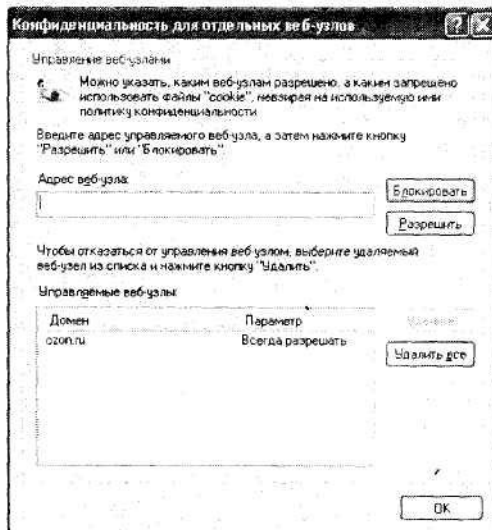 Конфиденциальность для отдельных веб-узлов
Управление веб-узлами
Можно указать, каким веб-узлам разрешено, а каким запрещено
использовать файлы "cookie", невзирая на используемую ими
политику конфиденциальности
Введите адрес управляемого веб-узла, а затем нажмите кнопку
"Разрешить" или "Блокировать".
Адрес веб-узла:
Блокировать
Разрешить
Чтобы отказаться от управления веб-узлом, выберите удаляемый
веб-узел из списка и нажмите кнопку "Удалить".
Управляемые веб-узлы:
Домен Параметр
Удалить
ozon.ru Всегда разрешать
Удалить все
OK